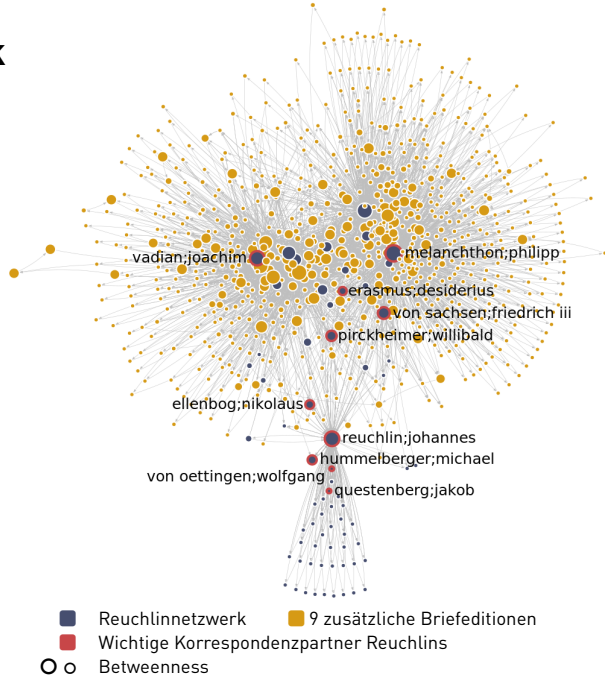 k
vadian;joachim
melanchthon;philipp
erasmus;desiderius
von sachsen;friedrich iii
pirckheimer;willibald
ellenbog;nikolaus
reuchlin;johannes
hummelberger;michael
von oettingen;wolfgang
questenberg;jakob
Reuchlinnetzwerk 9 zusätzliche Briefeditionen
Wichtige Korrespondenzpartner Reuchlins
Betweenness